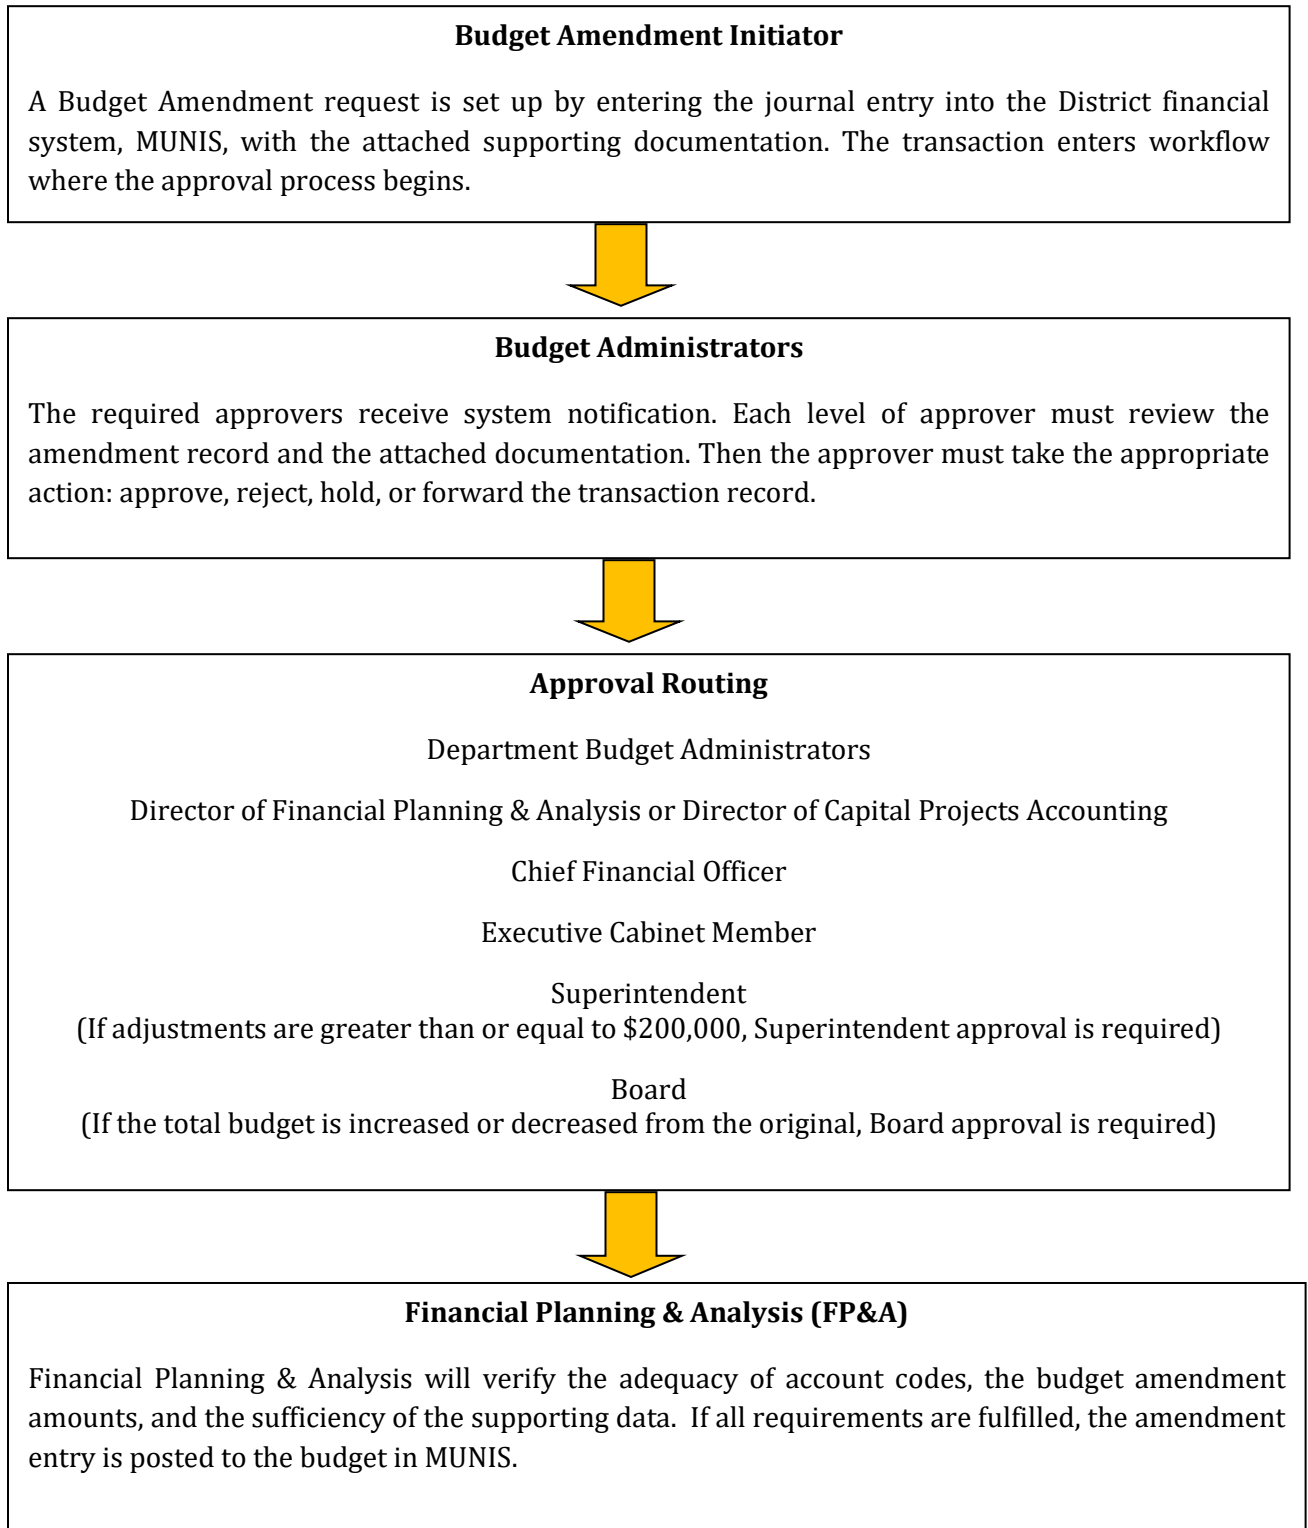 Budget Amendment Initiator
A Budget Amendment request is set up by entering the journal entry into the District financial
system, MUNIS, with the attached supporting documentation. The transaction enters workflow
where the approval process begins.
Budget Administrators
The required approvers receive system notification. Each level of approver must review the
amendment record and the attached documentation. Then the approver must take the appropriate
action: approve, reject, hold, or forward the transaction record.
Approval Routing
Department Budget Administrators
Director of Financial Planning & Analysis or Director of Capital Projects Accounting
Chief Financial Officer
Executive Cabinet Member
Superintendent
(If adjustments are greater than or equal to $200,000, Superintendent approval is required)
Board
(If the total budget is increased or decreased from the original, Board approval is required)
Financial Planning & Analysis (FP&A)
Financial Planning & Analysis will verify the adequacy of account codes, the budget amendment
amounts, and the sufficiency of the supporting data. If all requirements are fulfilled, the amendment
entry is posted to the budget in MUNIS.